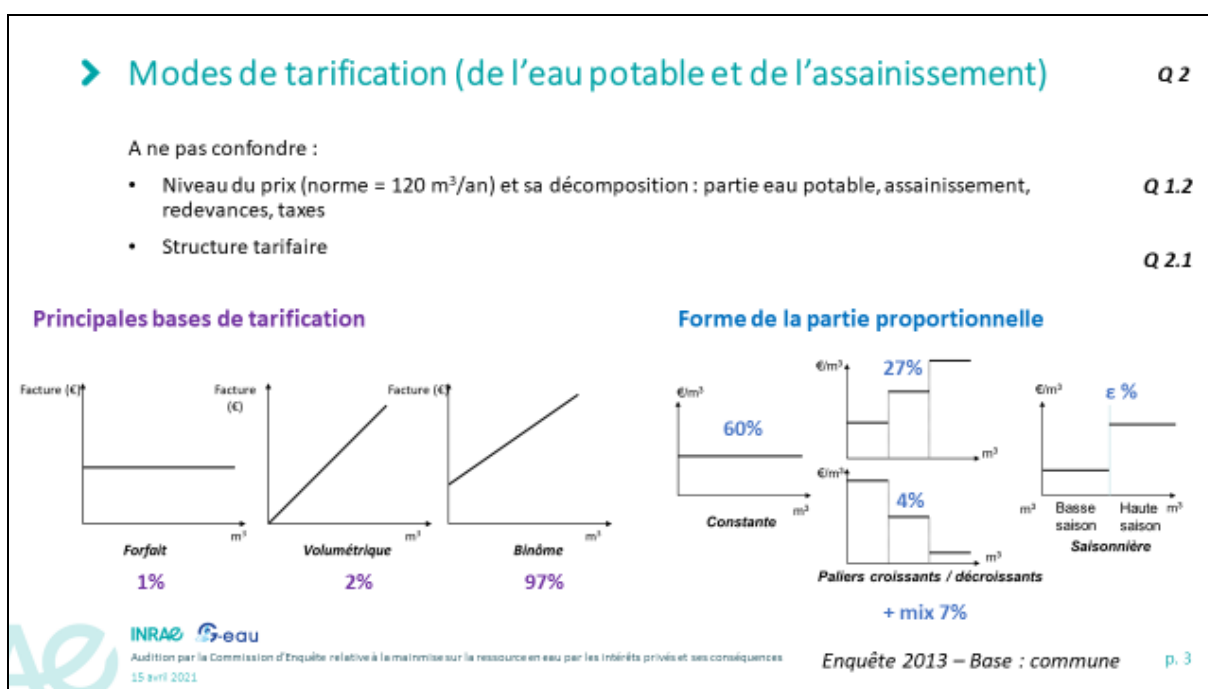 Modes de tarification (de l'eau potable et de l'assainissement)
Q 2
A ne pas confondre :
• Niveau du prix (norme = 120 m³/an) et sa décomposition : partie eau potable, assainissement,
redevances, taxes
Q 1.2
• Structure tarifaire
Q 2.1
Principales bases de tarification
Facture (€)
m³
Forfait
1%
Facture
(€)
m³
Volumétrique
2%
Facture (€)
m³
Binôme
97%
Forme de la partie proportionnelle
€/m³
60%
m³
Constante
€/m³
27%
m³
€/m³
4%
m³
Paliers croissants / décroissants
+ mix 7%
€/m³
ε %
m³
Basse
saison
Haute
saison
m³
Saisonnière
INRAE G-eau
Audition par la Commission d'Enquête relative à la mainmise sur la ressource en eau par les intérêts privés et ses conséquences
15 avril 2021
Enquête 2013 – Base : commune
p. 3